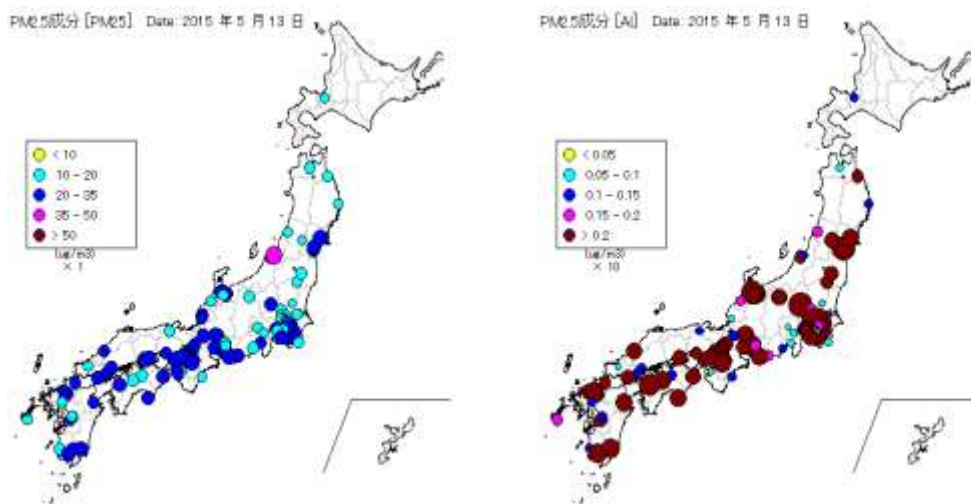 PM2.5成分 [PM25] Date: 2015 年 5 月 13 日
< 10
10 - 20
20 - 35
35 - 50
> 50
(ug/m3)
× 1
PM2.5成分 [Al] Date: 2015 年 5 月 13 日
< 0.05
0.05 - 0.1
0.1 - 0.15
0.15 - 0.2
> 0.2
(ug/m3)
× 10